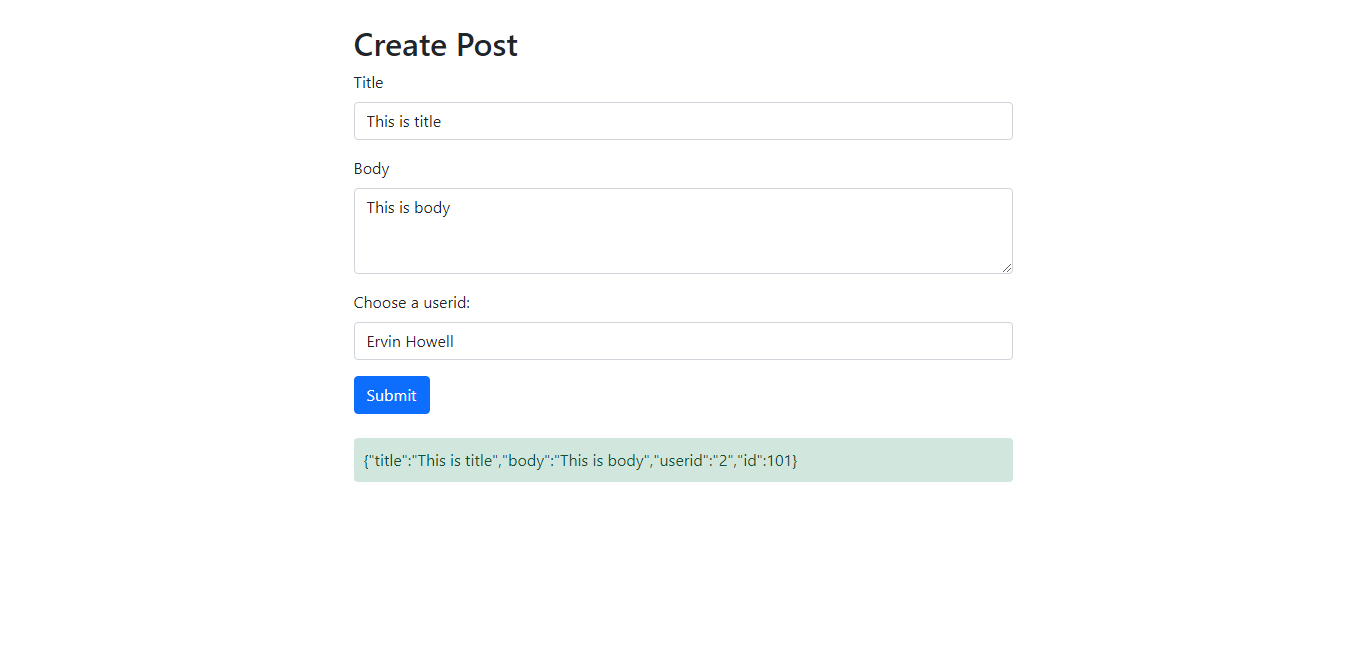 Create Post
Title
This is title
Body
This is body
Choose a userid:
Ervin Howell
Submit
{"title":"This is title","body":"This is body","userid":"2","id":101}